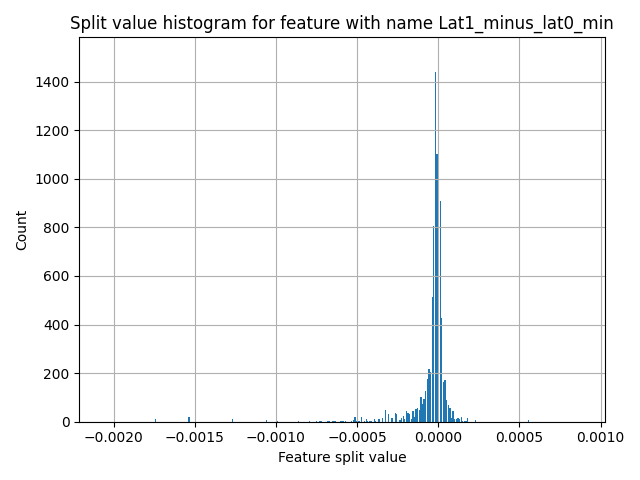 Split value histogram for feature with name Lat1_minus_lat0_min
1400
1200
1000
800
600
400
200
0
Count
−0.0020 −0.0015 −0.0010 −0.0005 0.0000 0.0005 0.0010
Feature split value